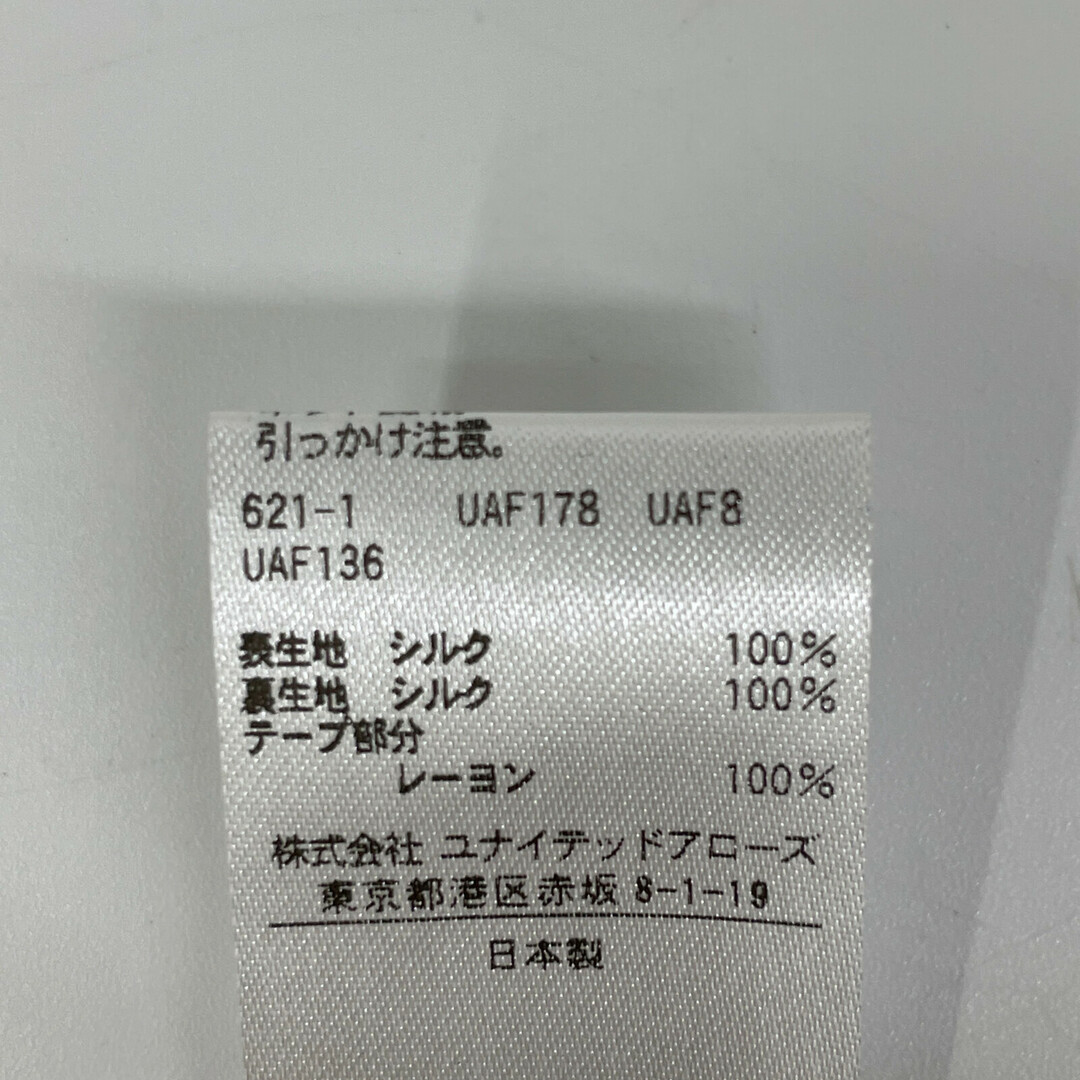 引っかけ注意。
621-1 UAF178 UAF8
UAF136
表生地 シルク 100%
裏生地 シルク 100%
テープ部分
レーヨン 100%
株式会社 ユナイテッドアローズ
東京都港区赤坂 8-1-19
日本製